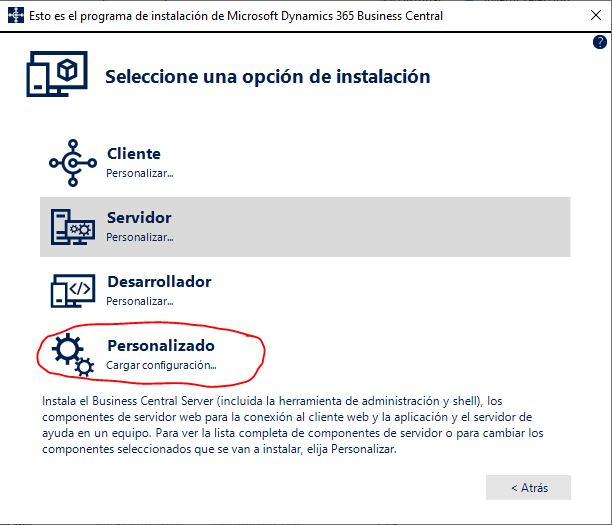 Esto es el programa de instalación de Microsoft Dynamics 365 Business Central
?
Seleccione una opción de instalación
Cliente
Personalizar...
Servidor
Personalizar...
Desarrollador
Personalizar...
Personalizado
Cargar configuración...
Instala el Business Central Server (incluida la herramienta de administración y shell), los
componentes de servidor web para la conexión al cliente web y la aplicación y el servidor de
ayuda en un equipo. Para ver la lista completa de componentes de servidor o para cambiar los
componentes seleccionados que se van a instalar, elija Personalizar.
< Atrás